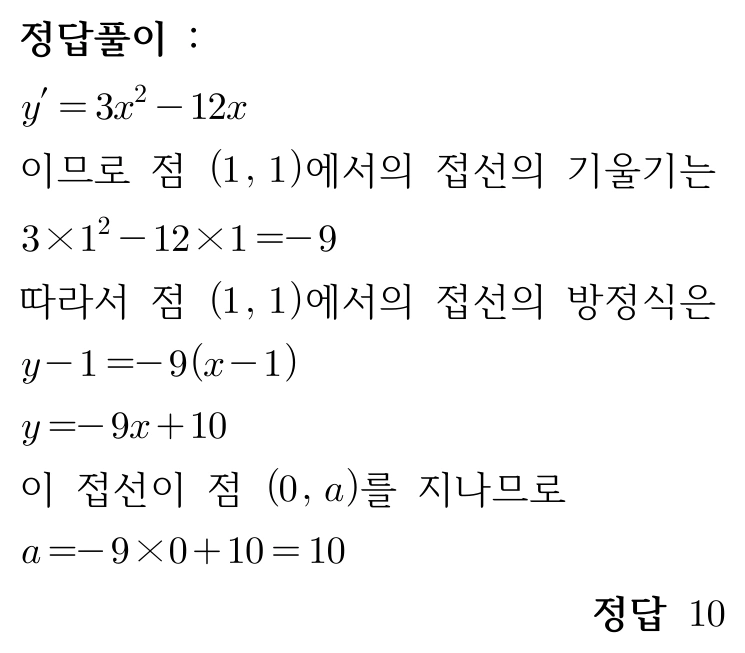 정답풀이 :
y′ = 3x² − 12x
이므로 점 (1, 1)에서의 접선의 기울기는
3×1² − 12×1 =− 9
따라서 점 (1, 1)에서의 접선의 방정식은
y − 1 =− 9(x − 1)
y =− 9x + 10
이 접선이 점 (0, a)를 지나므로
a =− 9×0 + 10 = 10
정답 10